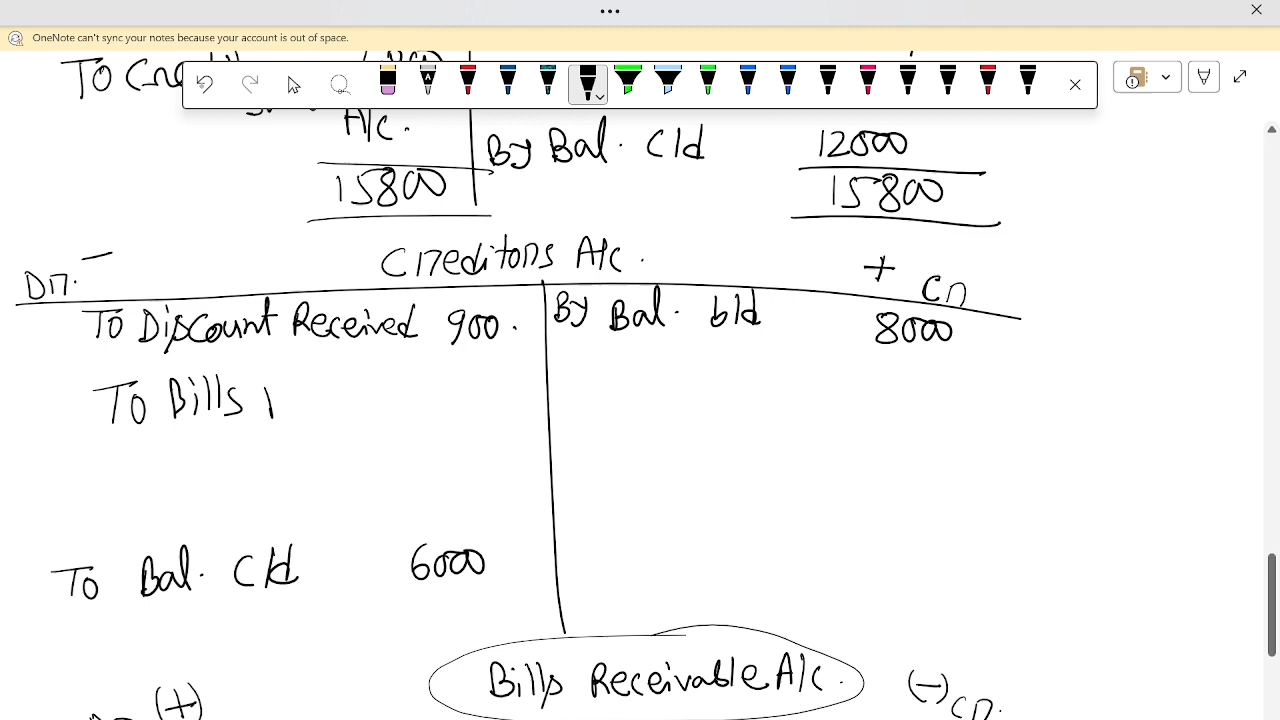 OneNote can't sync your notes because your account is out of space.
To
A/c.
By Bal. c/d 12000
15800 15800
Creditors A/c.
Dr. — + Cr
To Discount Received 900. By Bal. b/d 8000
To Bills
To Bal. c/d 6000
Bills Receivable A/c.
(+) (-) Cr.